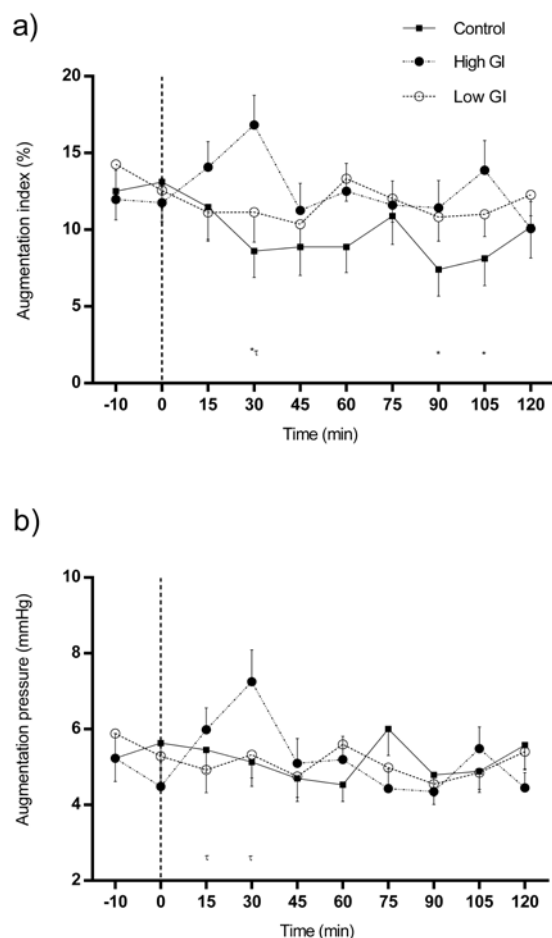 a)
Control
High GI
Low GI
20
15
10
5
0
Augmentation index (%)
-10 0 15 30 45 60 75 90 105 120
Time (min)
* τ * *
b)
10
8
6
4
2
Augmentation pressure (mmHg)
τ τ
-10 0 15 30 45 60 75 90 105 120
Time (min)